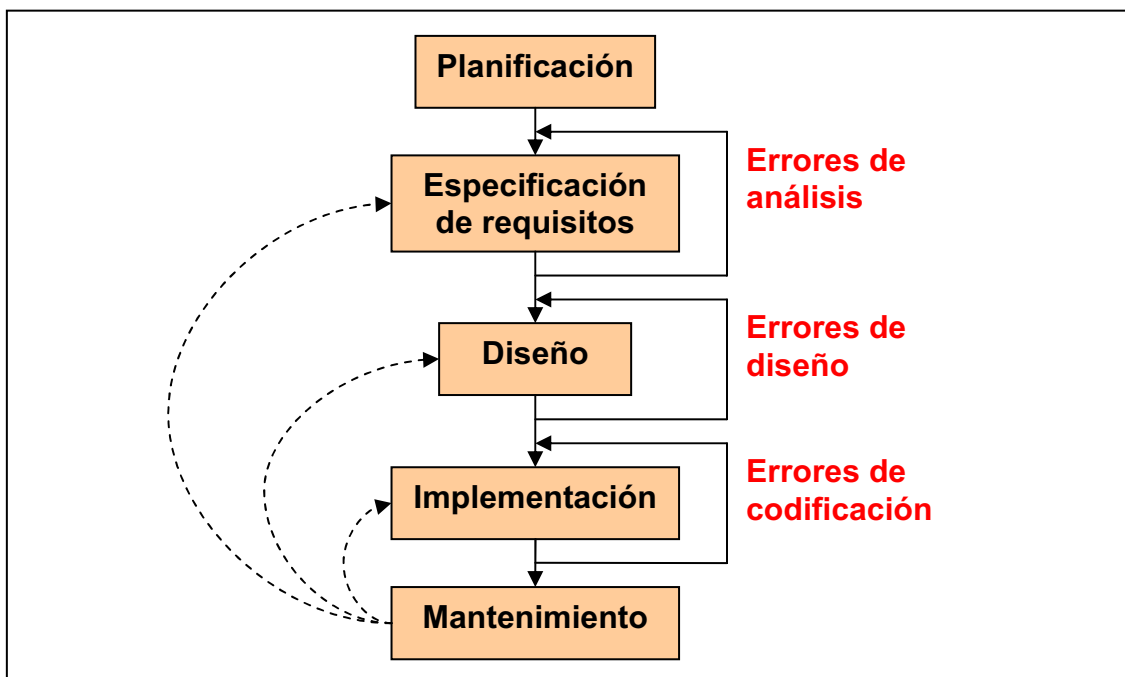 Planificación
Especificación
de requisitos
Errores de
análisis
Diseño
Errores de
diseño
Implementación
Errores de
codificación
Mantenimiento